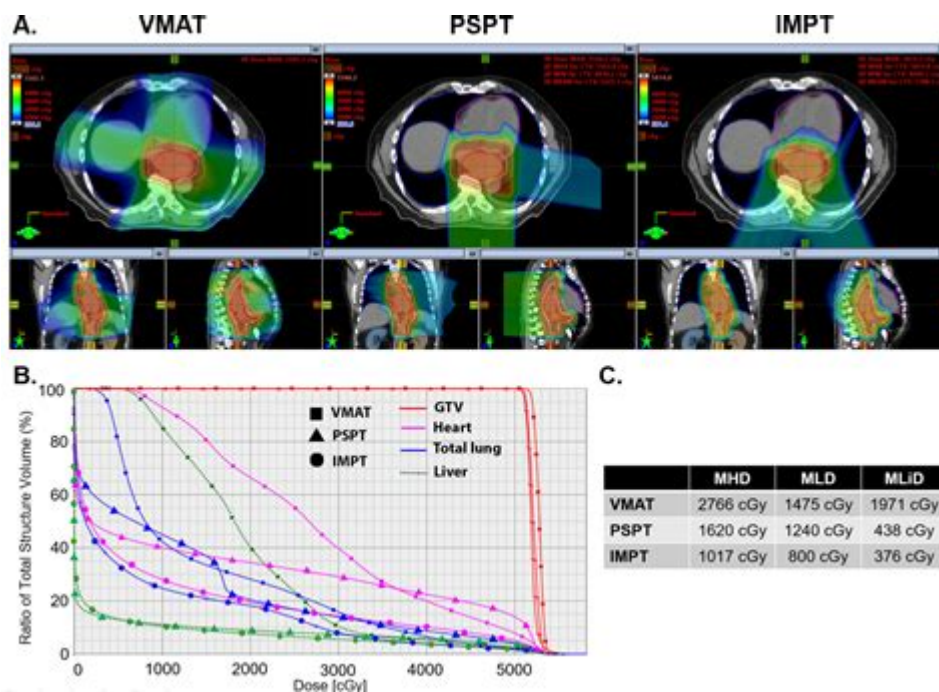 A. VMAT PSPT IMPT
B.
C.
Ratio of Total Structure Volume (%)
100
80
60
40
20
0
0 1000 2000 3000 4000 5000
Dose [cGy]
VMAT
PSPT
IMPT
GTV
Heart
Total lung
Liver
MHD MLD MLiD
VMAT 2766 cGy 1475 cGy 1971 cGy
PSPT 1620 cGy 1240 cGy 438 cGy
IMPT 1017 cGy 800 cGy 376 cGy